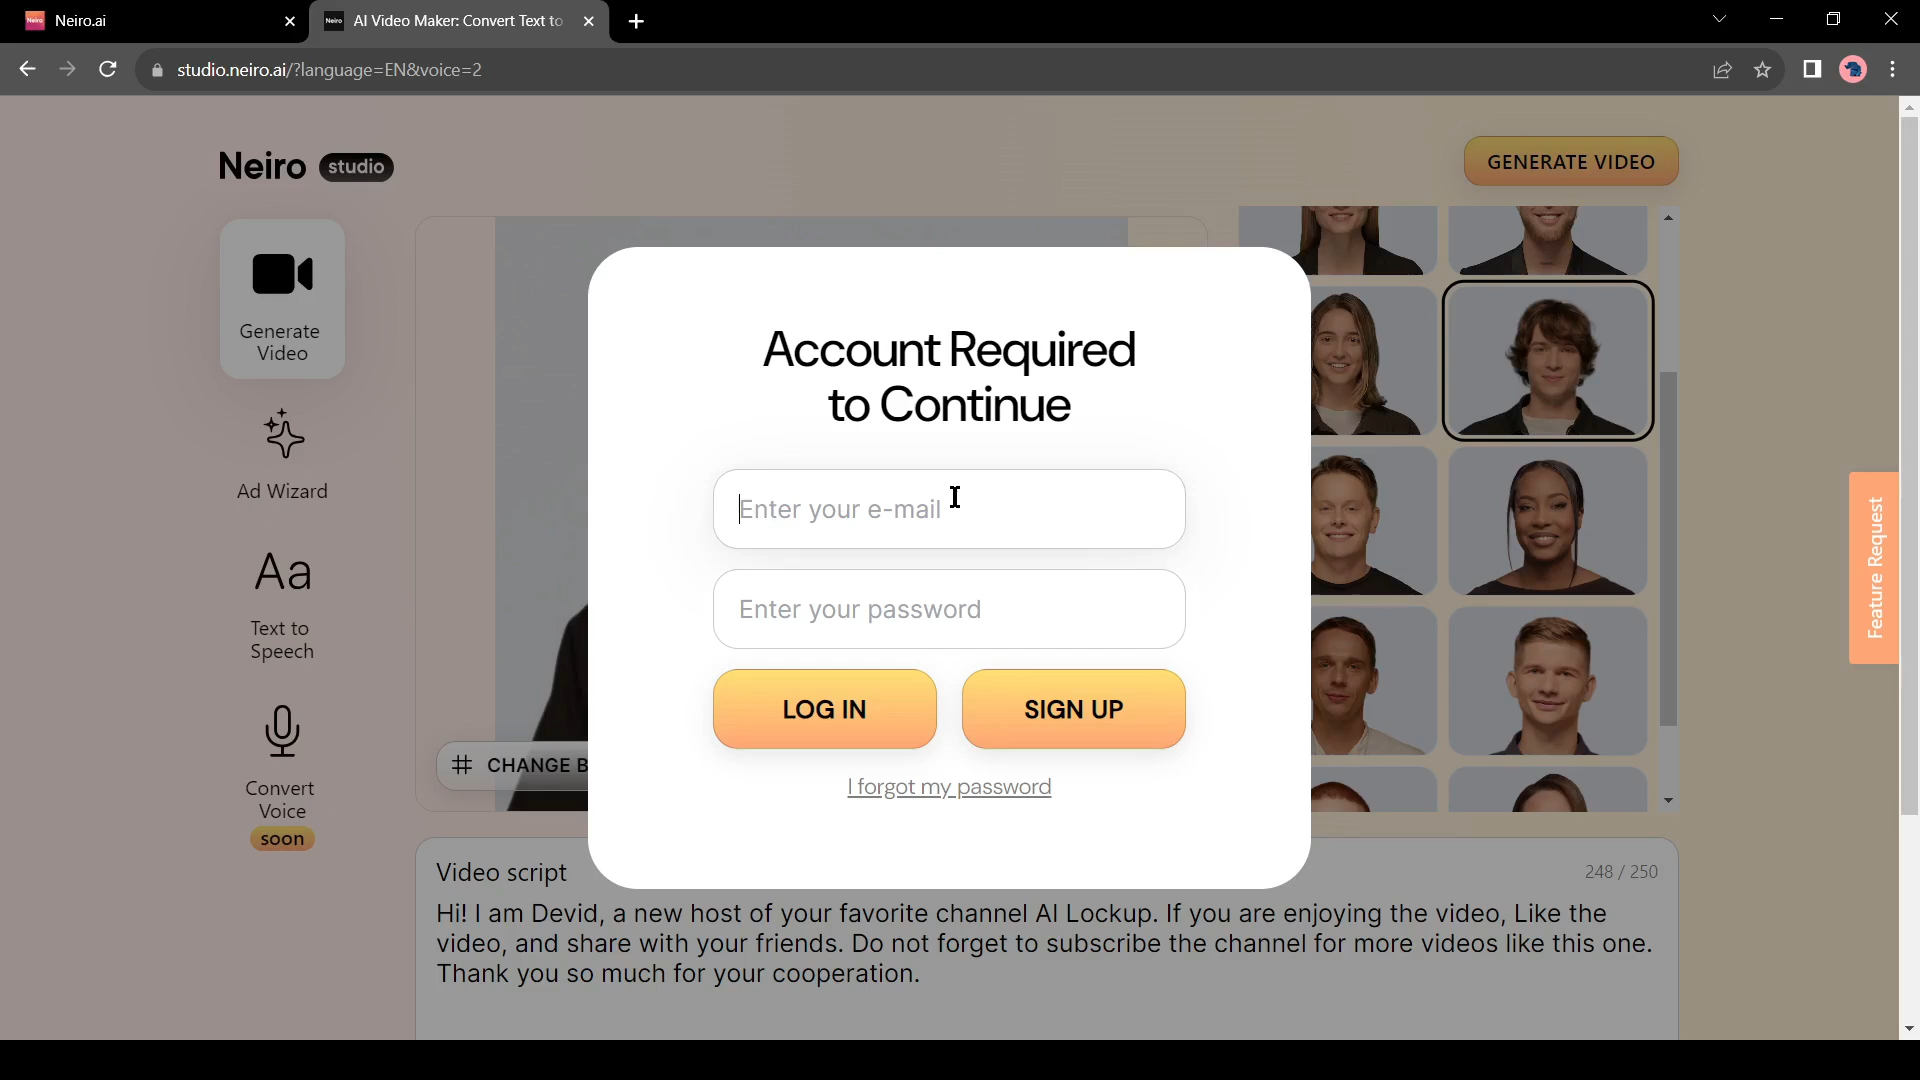 Neiro.ai
AI Video Maker: Convert Text to
studio.neiro.ai/?language=EN&voice=2
Neiro studio
GENERATE VIDEO
Generate
Video
Ad Wizard
Text to
Speech
Convert
Voice
soon
Account Required
to Continue
Enter your e-mail
Enter your password
LOG IN
SIGN UP
I forgot my password
CHANGE B
Feature Request
Video script
248 / 250
Hi! I am Devid, a new host of your favorite channel AI Lockup. If you are enjoying the video, Like the
video, and share with your friends. Do not forget to subscribe the channel for more videos like this one.
Thank you so much for your cooperation.